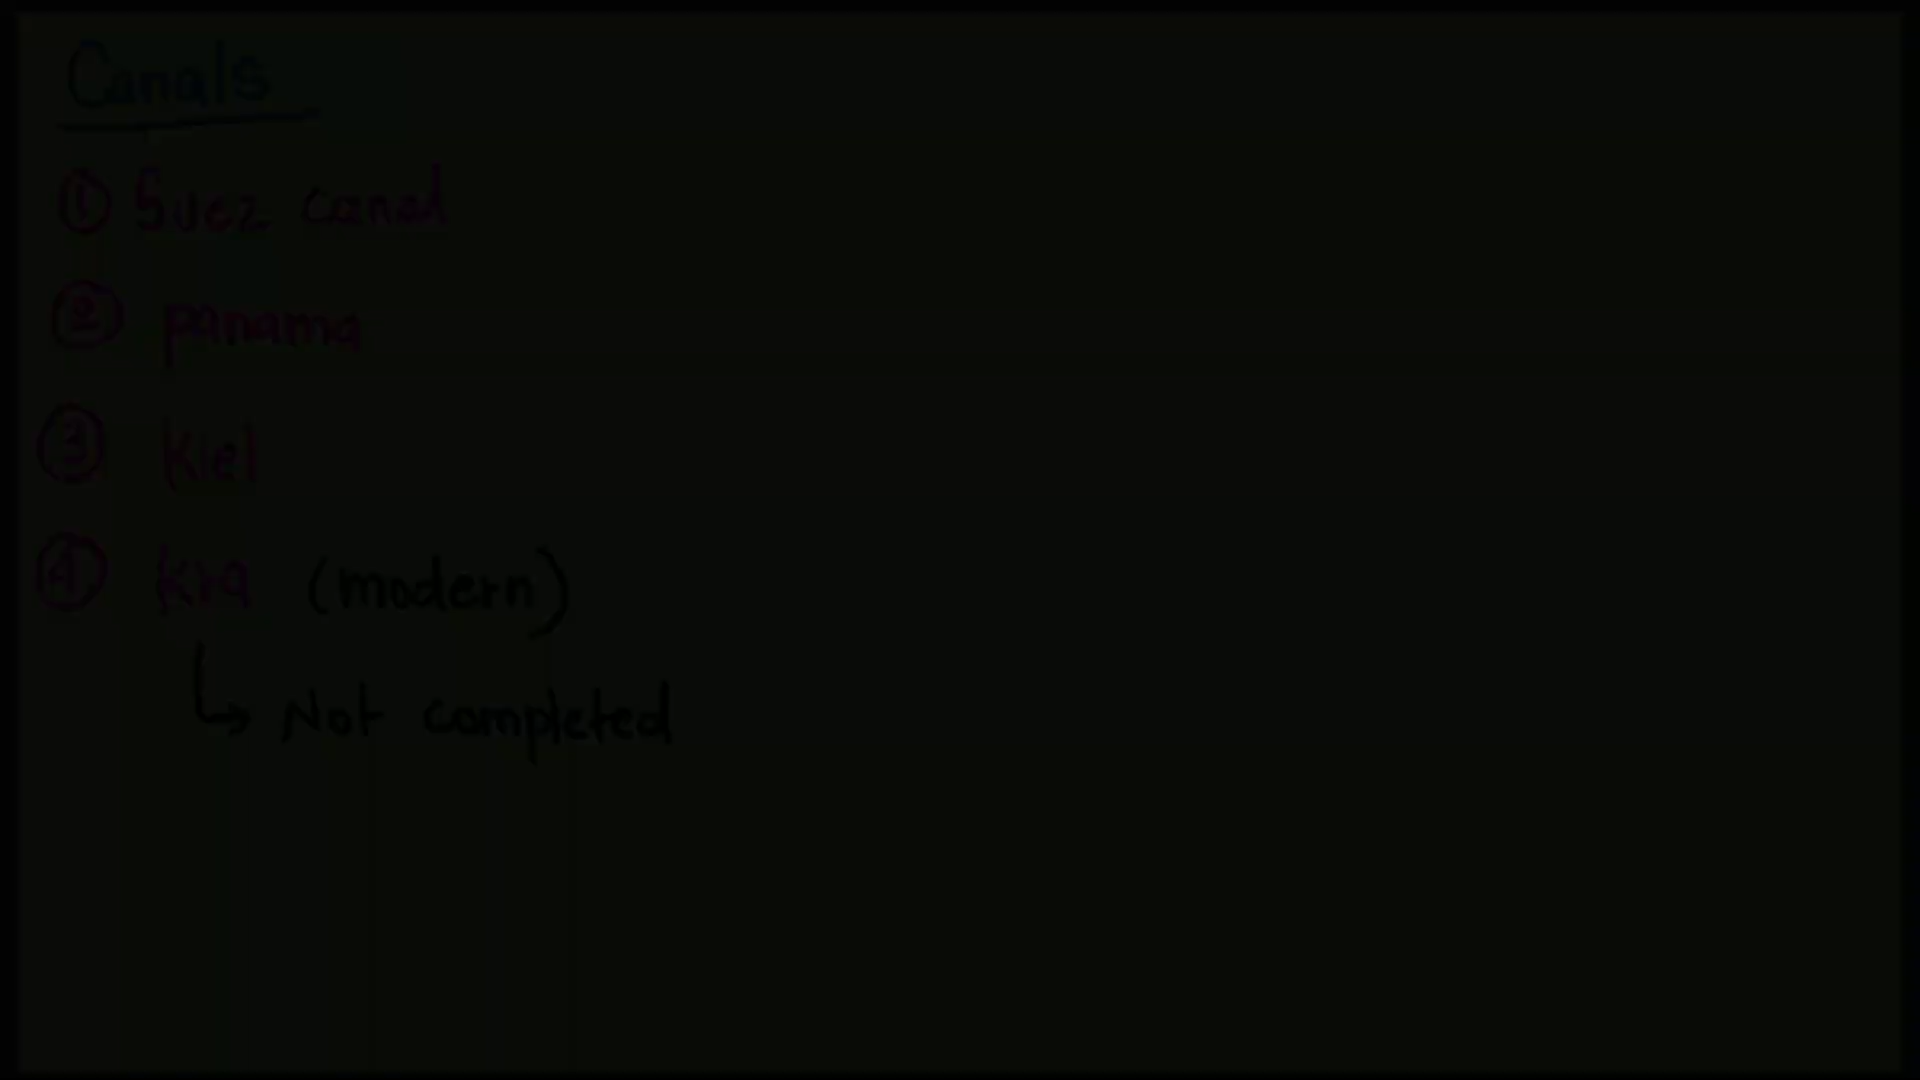 Canals
① Suez canal
② panama
③ Kiel
④ Kra (modern)
↳ Not completed